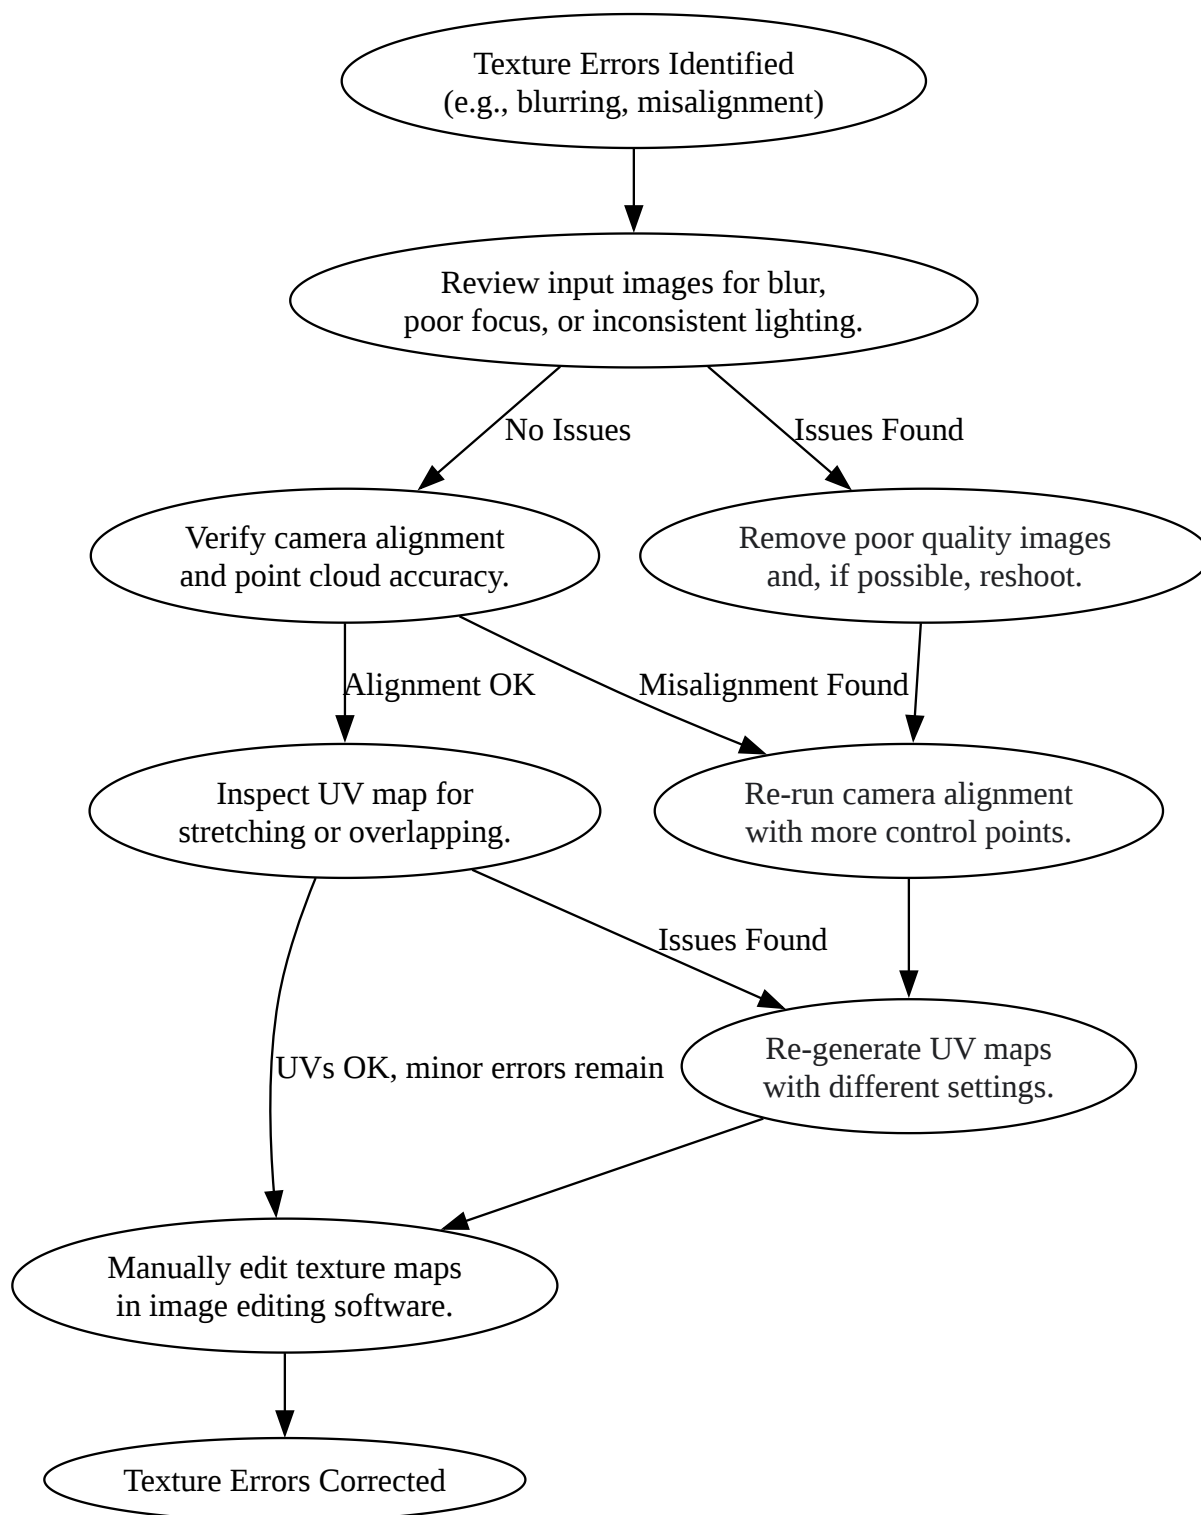 Texture Errors Identified
(e.g., blurring, misalignment)
Review input images for blur,
poor focus, or inconsistent lighting.
No Issues
Issues Found
Verify camera alignment
and point cloud accuracy.
Remove poor quality images
and, if possible, reshoot.
Alignment OK
Misalignment Found
Inspect UV map for
stretching or overlapping.
Re-run camera alignment
with more control points.
Issues Found
Re-generate UV maps
with different settings.
UVs OK, minor errors remain
Manually edit texture maps
in image editing software.
Texture Errors Corrected